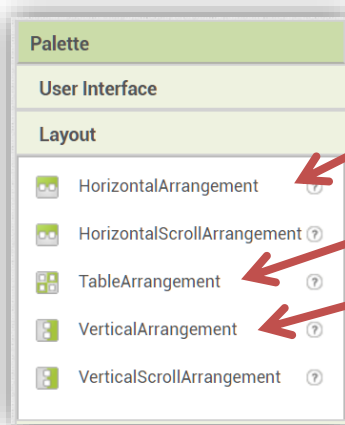 Palette
User Interface
Layout
HorizontalArrangement ?
HorizontalScrollArrangement ?
TableArrangement ?
VerticalArrangement ?
VerticalScrollArrangement ?